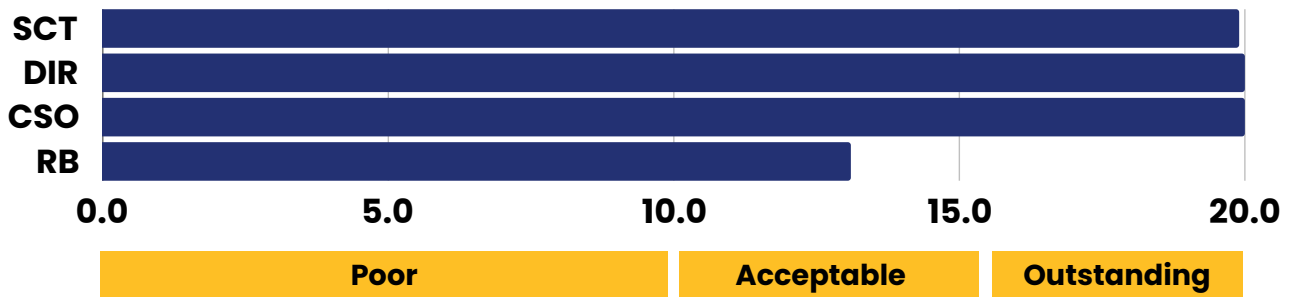 SCT
DIR
CSO
RB
0.0 5.0 10.0 15.0 20.0
Poor Acceptable Outstanding